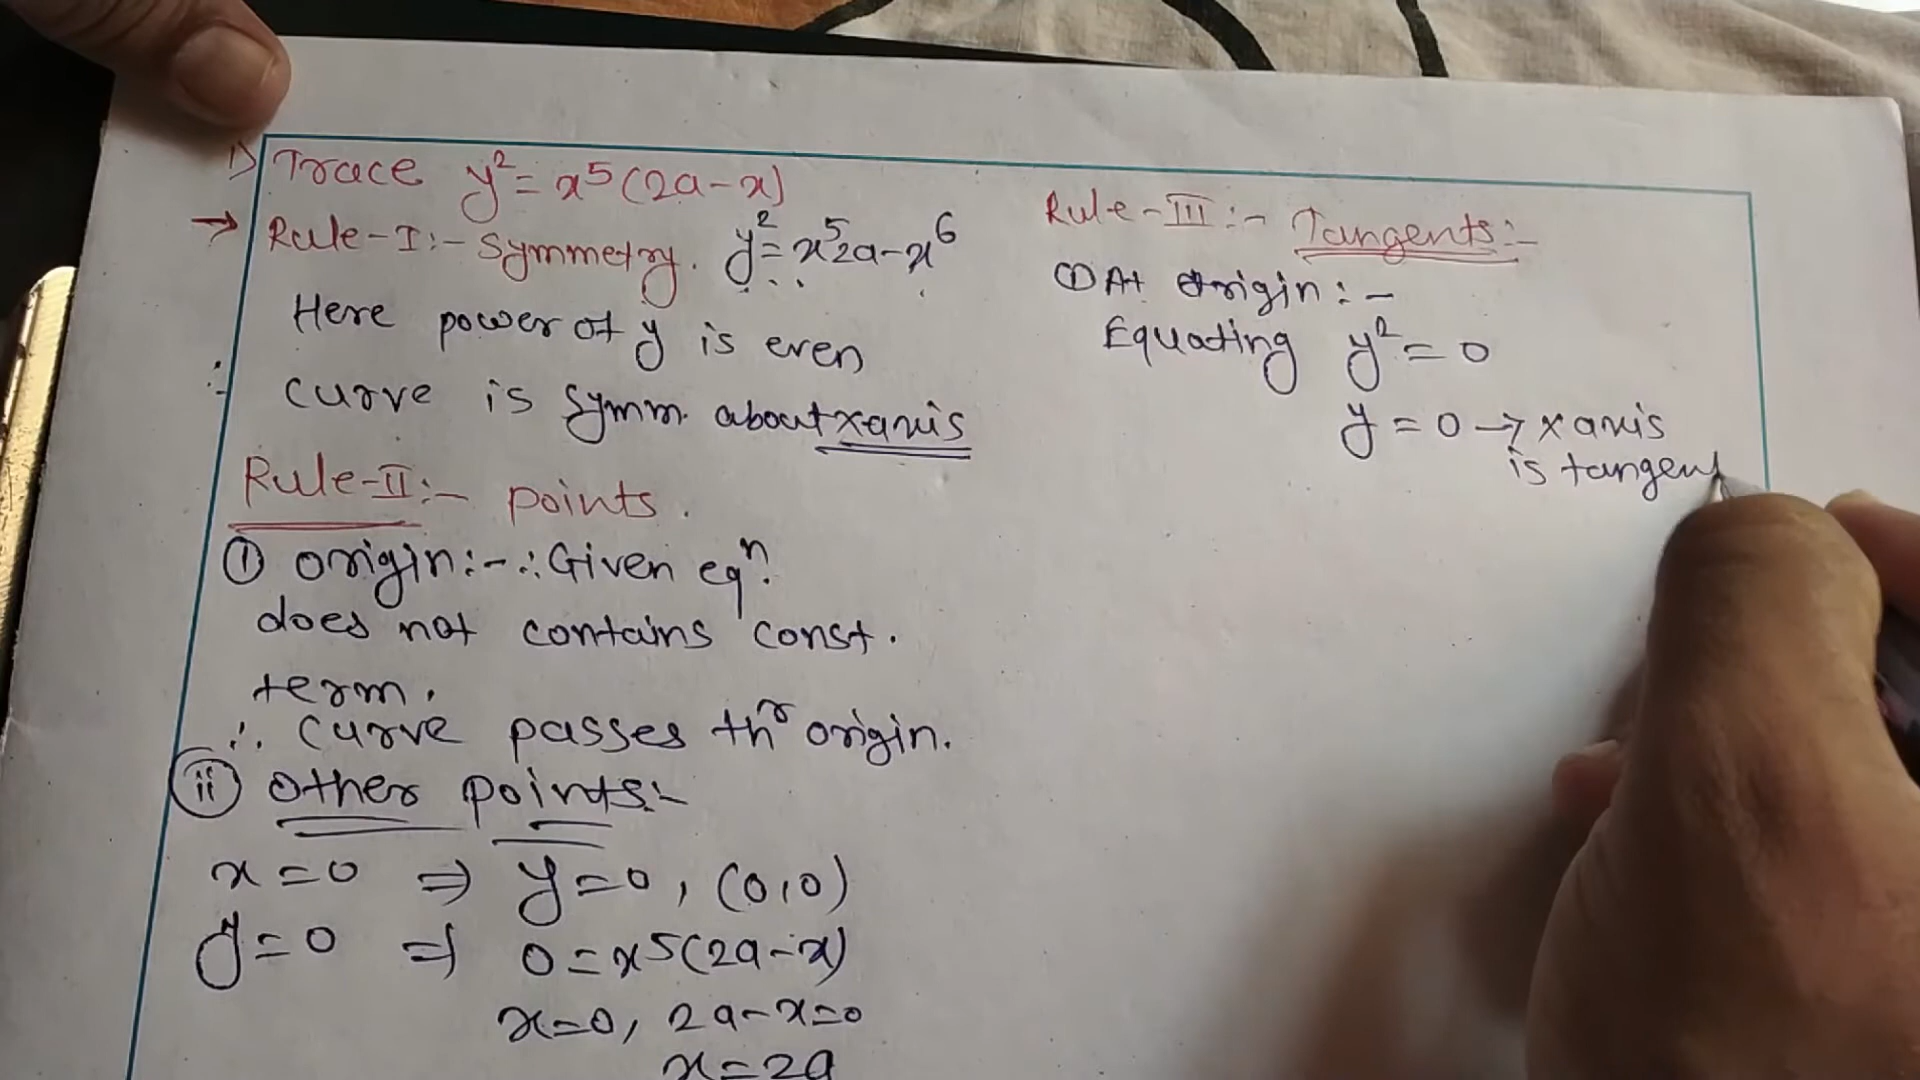 1) Trace y² = x⁵(2a-x)
→ Rule-I:- Symmetry. y² = x⁵2a-x⁶
Here power of y is even
∴ curve is symm. about x axis
Rule-II:- points.
① origin:- ∴ Given eqⁿ.
does not contains const.
term.
∴ curve passes thʳ origin.
ii other points:-
x=0 ⇒ y=0, (0,0)
y=0 ⇒ 0=x⁵(2a-x)
x=0, 2a-x=0
x=2a
Rule-III:- Tangents:-
① At origin:-
Equating y² = 0
y = 0 → x axis
is tangent